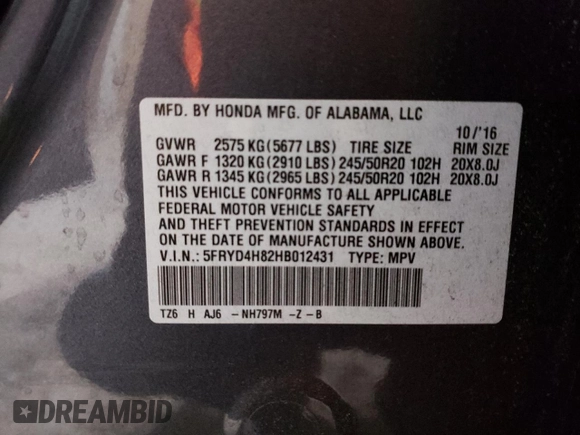 MFD. BY HONDA MFG. OF ALABAMA, LLC
10/'16
GVWR 2575 KG(5677 LBS) TIRE SIZE RIM SIZE
GAWR F 1320 KG(2910 LBS) 245/50R20 102H 20X8.0J
GAWR R 1345 KG(2965 LBS) 245/50R20 102H 20X8.0J
THIS VEHICLE CONFORMS TO ALL APPLICABLE
FEDERAL MOTOR VEHICLE SAFETY
AND THEFT PREVENTION STANDARDS IN EFFECT
ON THE DATE OF MANUFACTURE SHOWN ABOVE.
V.I.N.: 5FRYD4H82HB012431 TYPE: MPV
TZ6 H AJ6 -NH797M -Z -B
DREAMBID